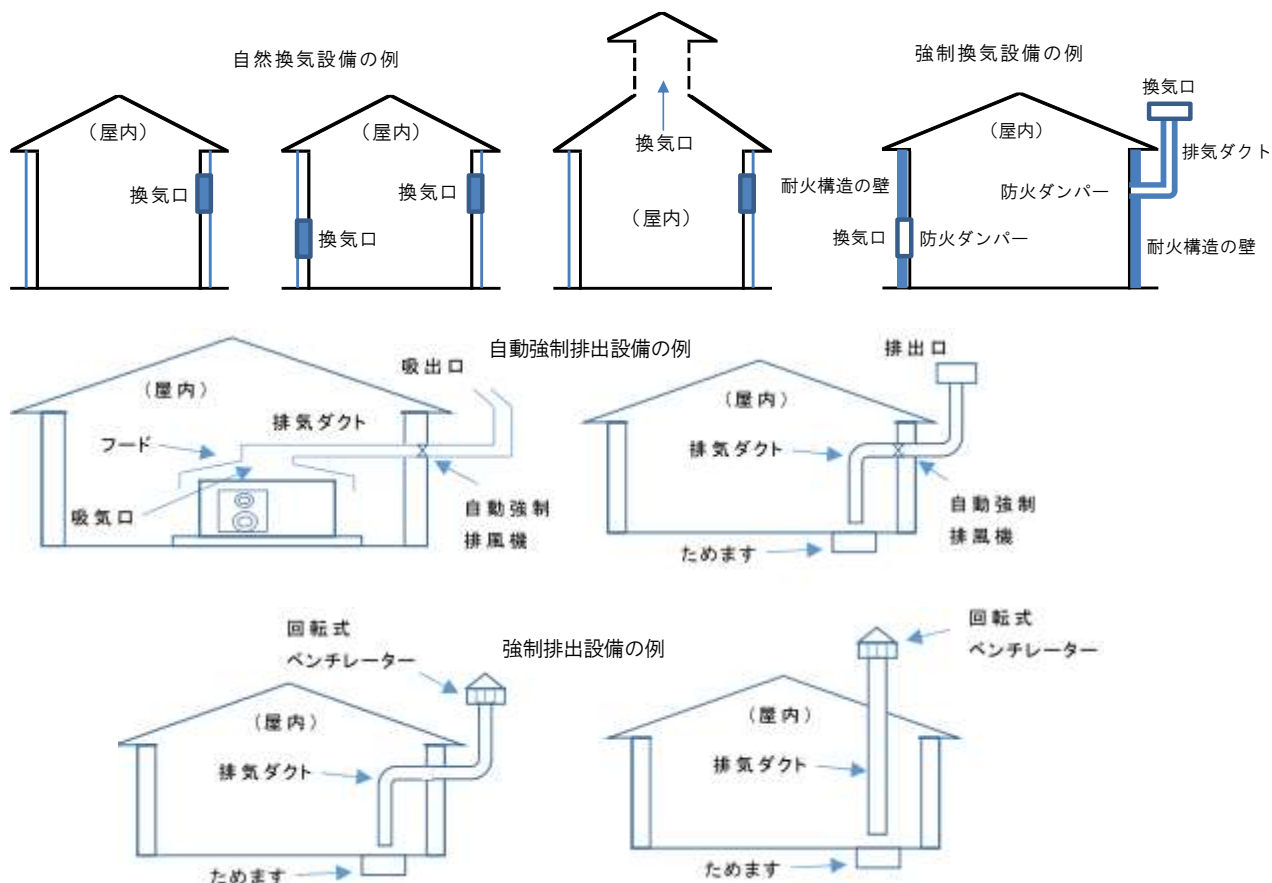 自然換気設備の例
(屋内)
換気口
(屋内)
換気口
換気口
換気口
(屋内)
強制換気設備の例
換気口
(屋内)
排気ダクト
耐火構造の壁
防火ダンパー
換気口
防火ダンパー
耐火構造の壁
自動強制排出設備の例
吸出口
(屋内)
排気ダクト
フード
吸気口
自動強制
排風機
排出口
(屋内)
排気ダクト
自動強制
排風機
ためます
強制排出設備の例
回転式
ベンチレーター
(屋内)
排気ダクト
ためます
回転式
ベンチレーター
(屋内)
排気ダクト
ためます